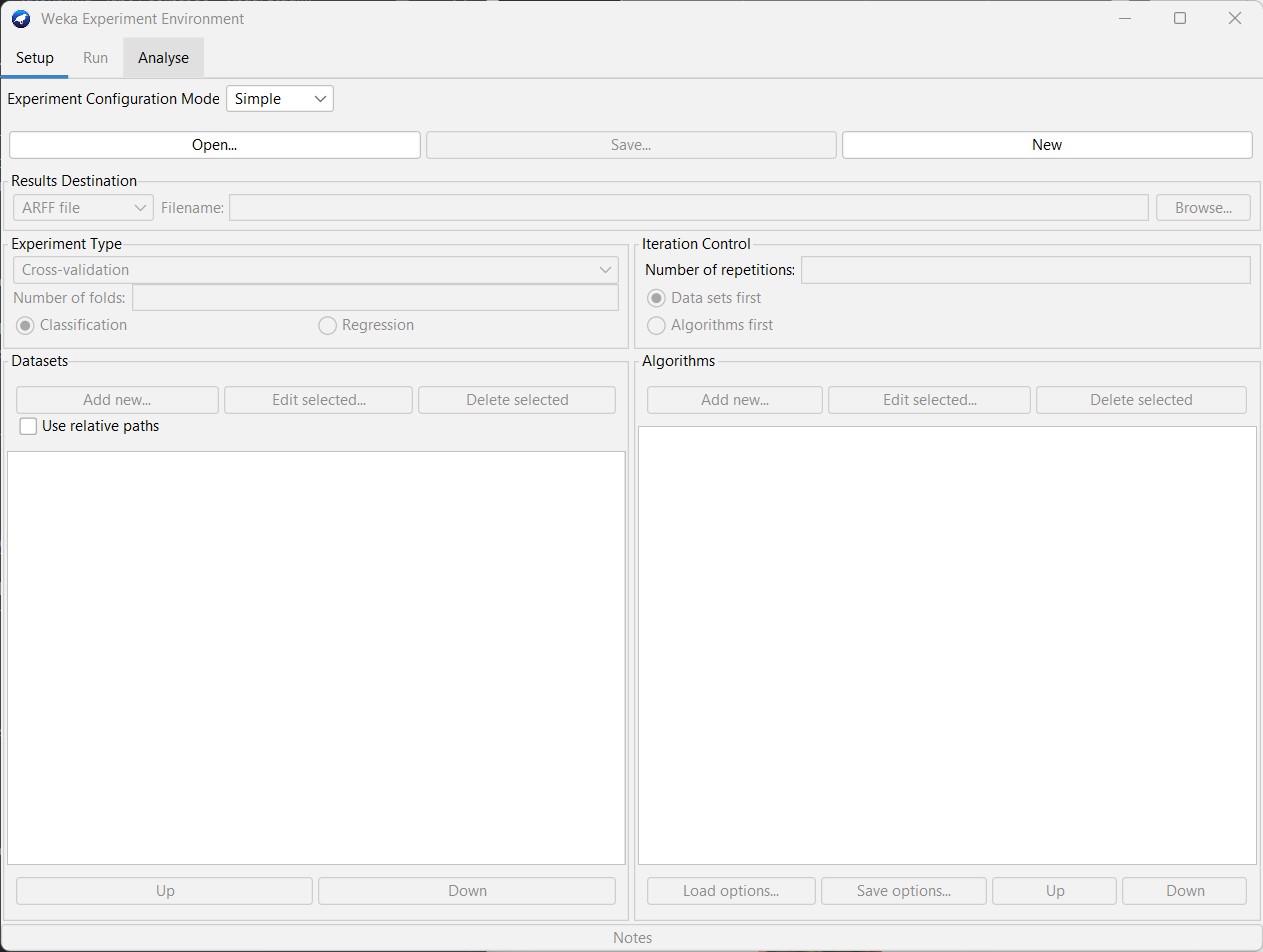 Weka Experiment Environment
Setup Run Analyse
Experiment Configuration Mode Simple
Open... Save... New
Results Destination
ARFF file Filename: Browse...
Experiment Type
Cross-validation
Number of folds:
Classification Regression
Iteration Control
Number of repetitions:
Data sets first
Algorithms first
Datasets
Add new... Edit selected... Delete selected
Use relative paths
Up Down
Algorithms
Add new... Edit selected... Delete selected
Load options... Save options... Up Down
Notes